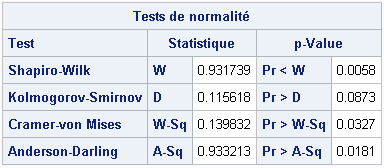 Tests de normalité
Test Statistique p-Value
Shapiro-Wilk W 0.931739 Pr < W 0.0058
Kolmogorov-Smirnov D 0.115618 Pr > D 0.0873
Cramer-von Mises W-Sq 0.139832 Pr > W-Sq 0.0327
Anderson-Darling A-Sq 0.933213 Pr > A-Sq 0.0181